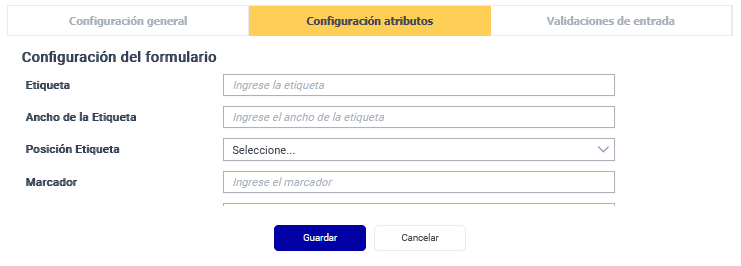 Configuración general
Configuración atributos
Validaciones de entrada
Configuración del formulario
Etiqueta
Ingrese la etiqueta
Ancho de la Etiqueta
Ingrese el ancho de la etiqueta
Posición Etiqueta
Seleccione...
Marcador
Ingrese el marcador
Guardar
Cancelar